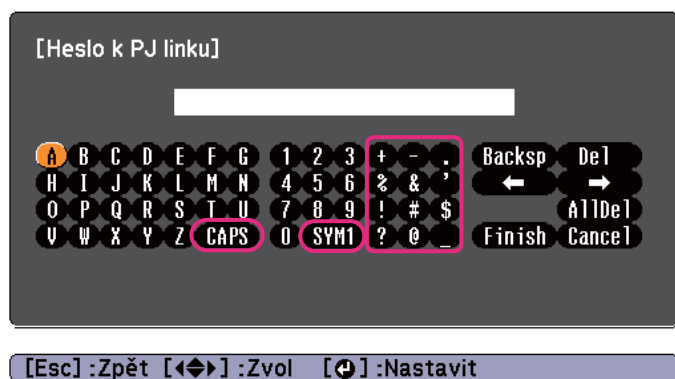 [Heslo k PJ linku]
A B C D E F G 1 2 3 + - . Backsp Del
H I J K L M N 4 5 6 % & ' ← →
O P Q R S T U 7 8 9 ! # $ AllDel
V W X Y Z CAPS 0 SYM1 ? @ _ Finish Cancel
[Esc] :Zpět [◄♦►] :Zvol [↵] :Nastavit